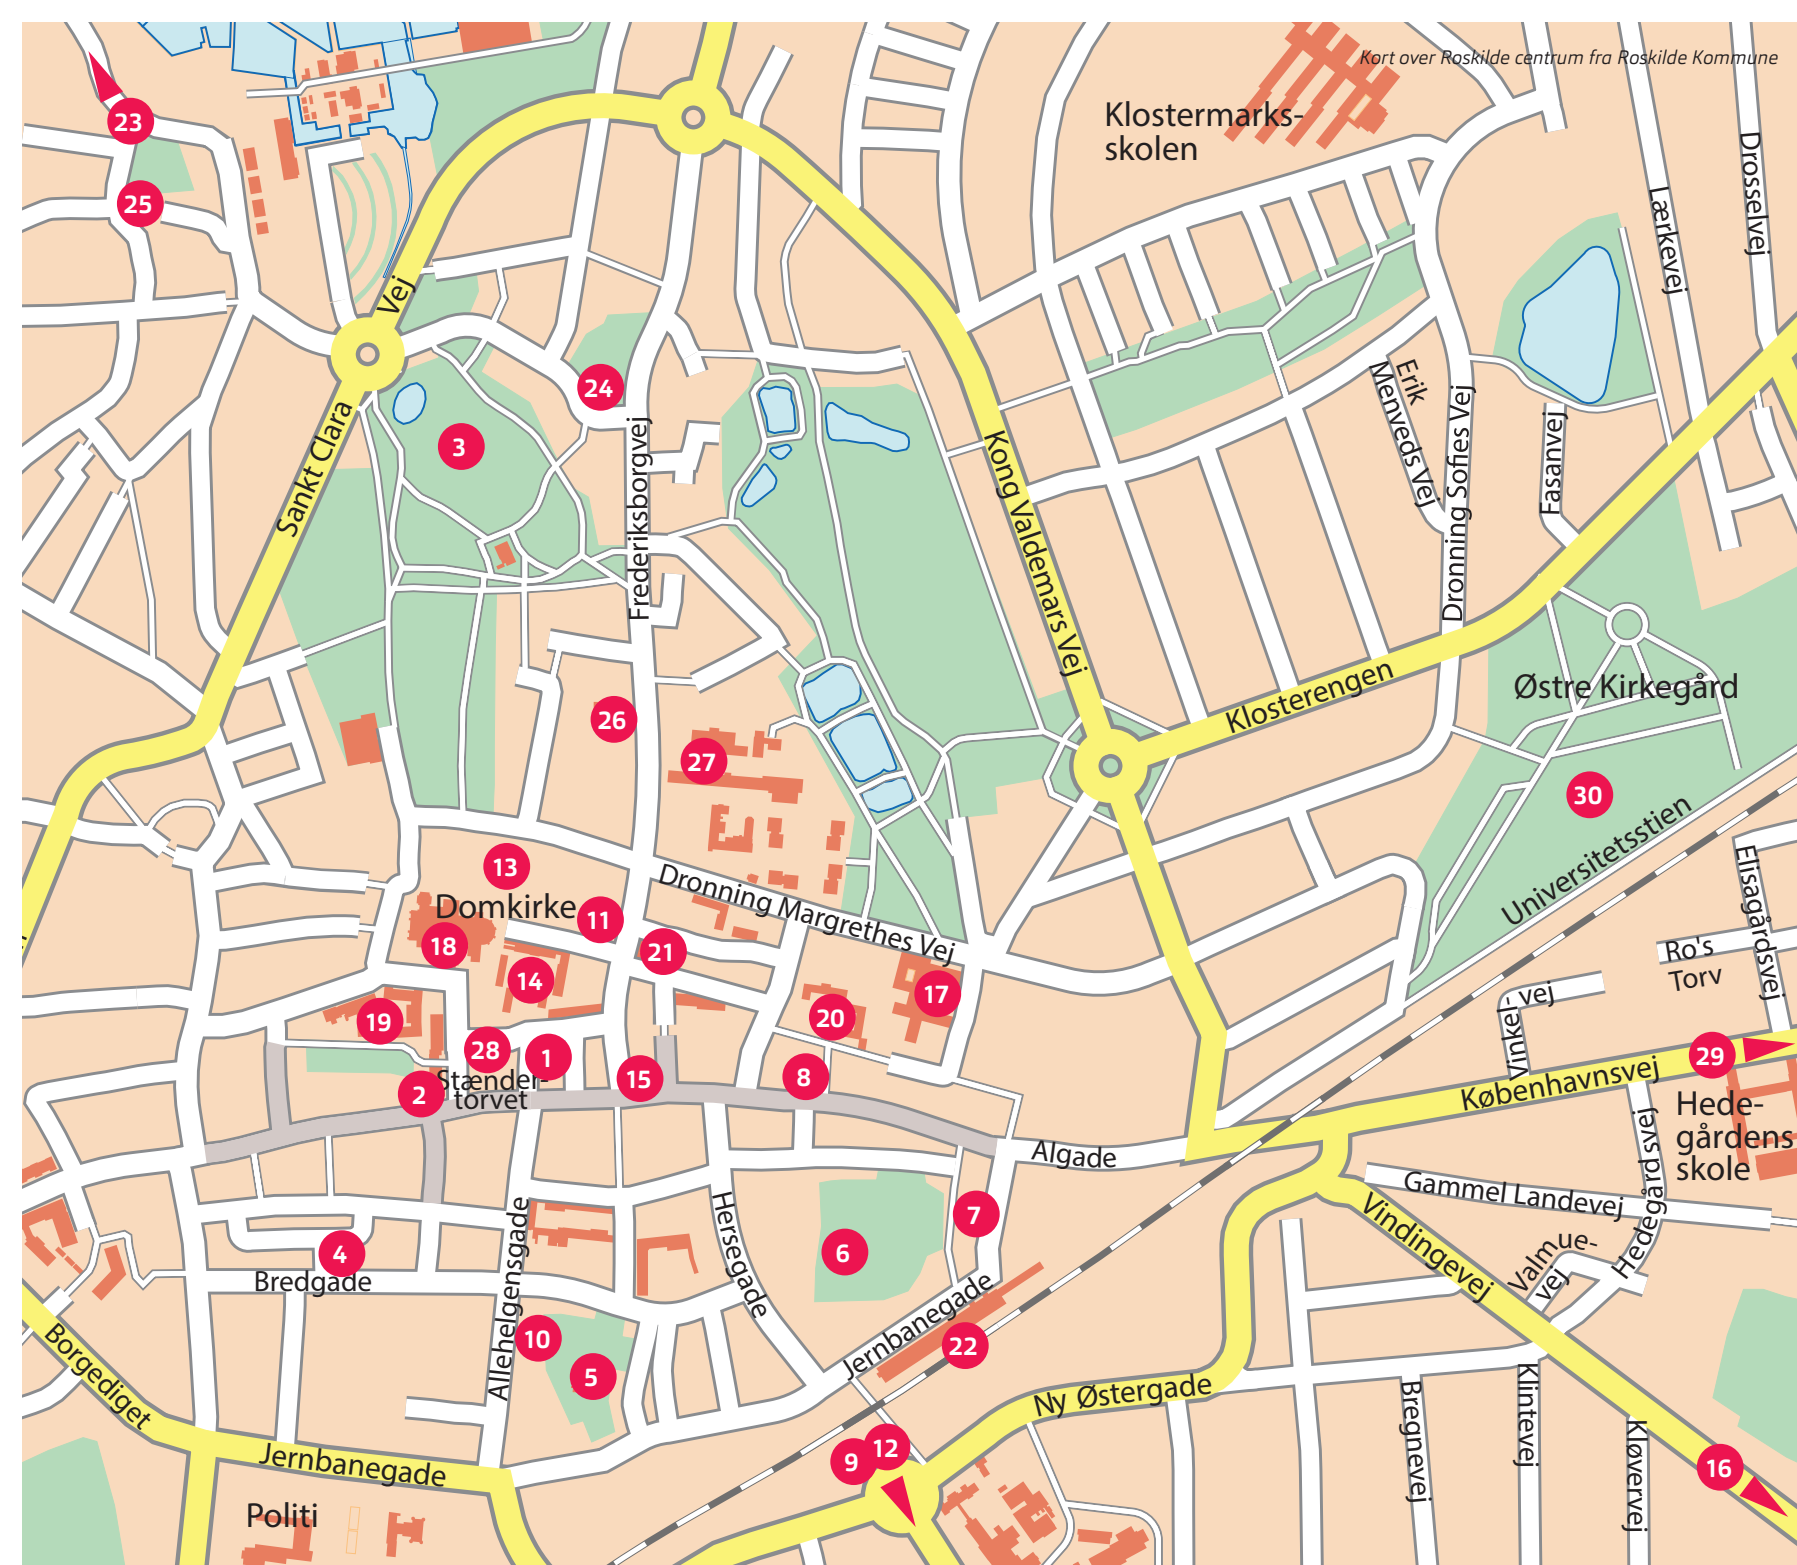 Kort over Roskilde centrum fra Roskilde Kommune
Klostermarks-
skolen
23
Drosselvej
25
Lærkevej
Vej
Erik
Menveds Vej
24
Sankt Clara
3
Frederiksborgvej
Kong Valdemars Vej
Dronning Sofies Vej
Fasanvej
Østre Kirkegård
Klosterengen
26
27
30
Universitetsstien
13
Domkirke
11
Dronning Margrethes Vej
Elisagårdsvej
18
21
Ro's
Torv
14
17
19
20
Vinkel-
vej
28
1
29
2
Stænder-
torvet
15
8
Københavnsvej
Hede-
gårdens
skole
Algade
Hedegårdsvej
Gammel Landevej
7
Allehelgensgade
Hersegade
4
6
Vindingevej
Valmue-
vej
Bredgade
10
Jernbanegade
22
5
Borgediget
Ny Østergade
Bregnevej
Klintevej
Kløvervej
9
12
Jernbanegade
16
Politi